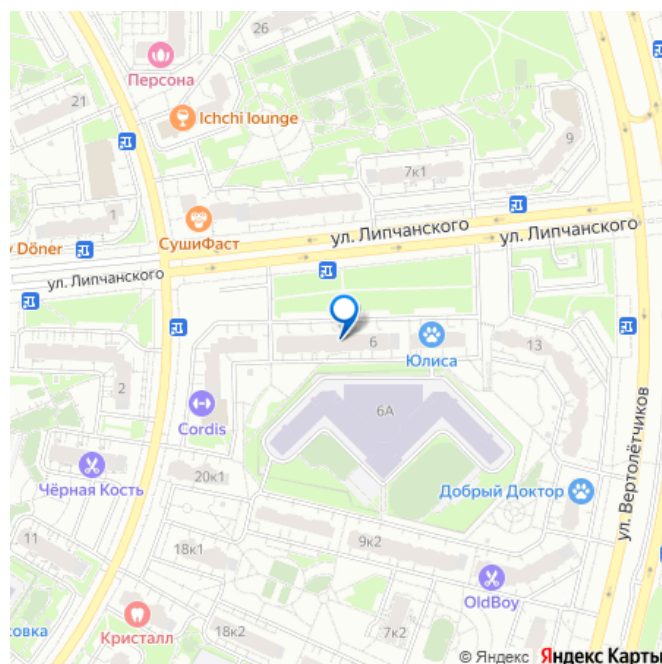 26
Персона
21
Ichchi lounge
9
7к1
1
СушиФаст
y Döner
ул. Липчанского
ул. Липчанского
ул. Липчанского
6
Юлиса
13
2
6А
Cordis
ул. Вертолётчиков
20к1
Чёрная Кость
Добрый Доктор
11
18к1
9к2
OldBoy
Кристалл
овка
18к2
7к2
© Яндекс Яндекс Карты